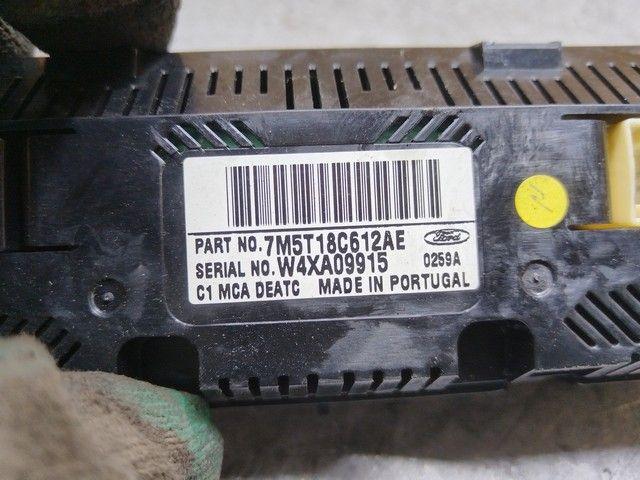 PART NO. 7M5T18C612AE
Ford
SERIAL NO. W4XA09915
0259A
C1 MCA DEATC MADE IN PORTUGAL